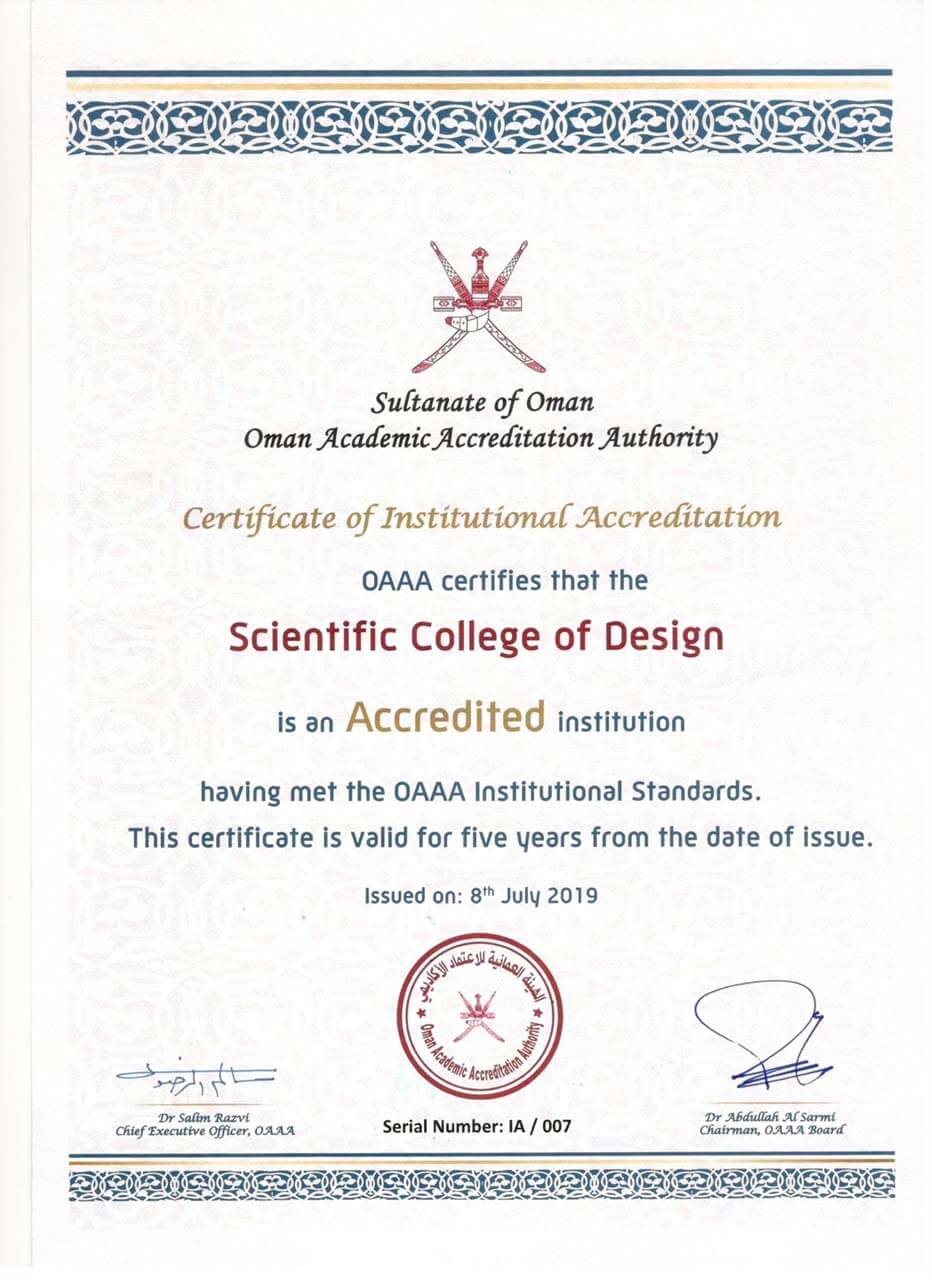 Sultanate of Oman
Oman Academic Accreditation Authority
Certificate of Institutional Accreditation
OAAA certifies that the
Scientific College of Design
is an Accredited institution
having met the OAAA Institutional Standards.
This certificate is valid for five years from the date of issue.
Issued on: 8th July 2019
الهيئة العمانية للاعتماد الأكاديمي
Oman Academic Accreditation Authority
سالم الرضوي
Dr Salim Razvi
Chief Executive Officer, OAAA
Serial Number: IA / 007
Dr Abdullah Al Sarmi
Chairman, OAAA Board